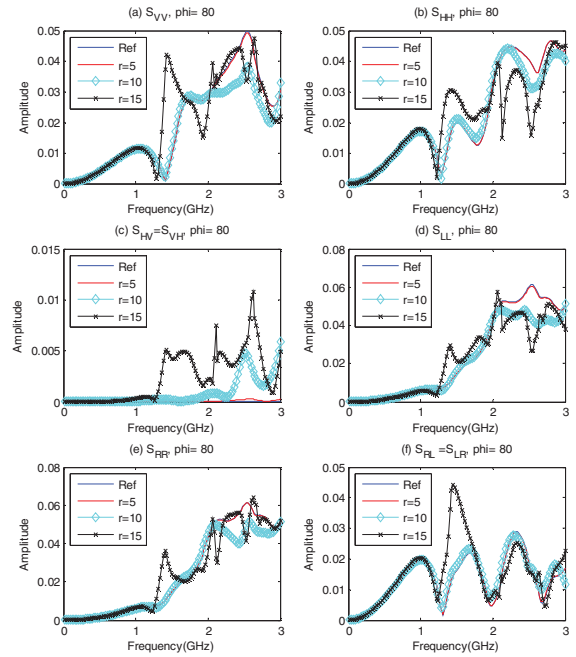 (a) S_VV, phi= 80
0.05
0.04
0.03
0.02
0.01
0
Amplitude
Ref
r=5
r=10
r=15
0 1 2 3
Frequency(GHz)
(b) S_HH, phi= 80
0.05
0.04
0.03
0.02
0.01
0
Amplitude
Ref
r=5
r=10
r=15
0 1 2 3
Frequency(GHz)
(c) S_HV=S_VH, phi= 80
0.015
0.01
0.005
0
Amplitude
Ref
r=5
r=10
r=15
0 1 2 3
Frequency(GHz)
(d) S_LL, phi= 80
0.08
0.06
0.04
0.02
0
Amplitude
Ref
r=5
r=10
r=15
0 1 2 3
Frequency(GHz)
(e) S_RR, phi= 80
0.08
0.06
0.04
0.02
0
Amplitude
Ref
r=5
r=10
r=15
0 1 2 3
Frequency(GHz)
(f) S_RL =S_LR, phi= 80
0.05
0.04
0.03
0.02
0.01
0
Amplitude
Ref
r=5
r=10
r=15
0 1 2 3
Frequency(GHz)